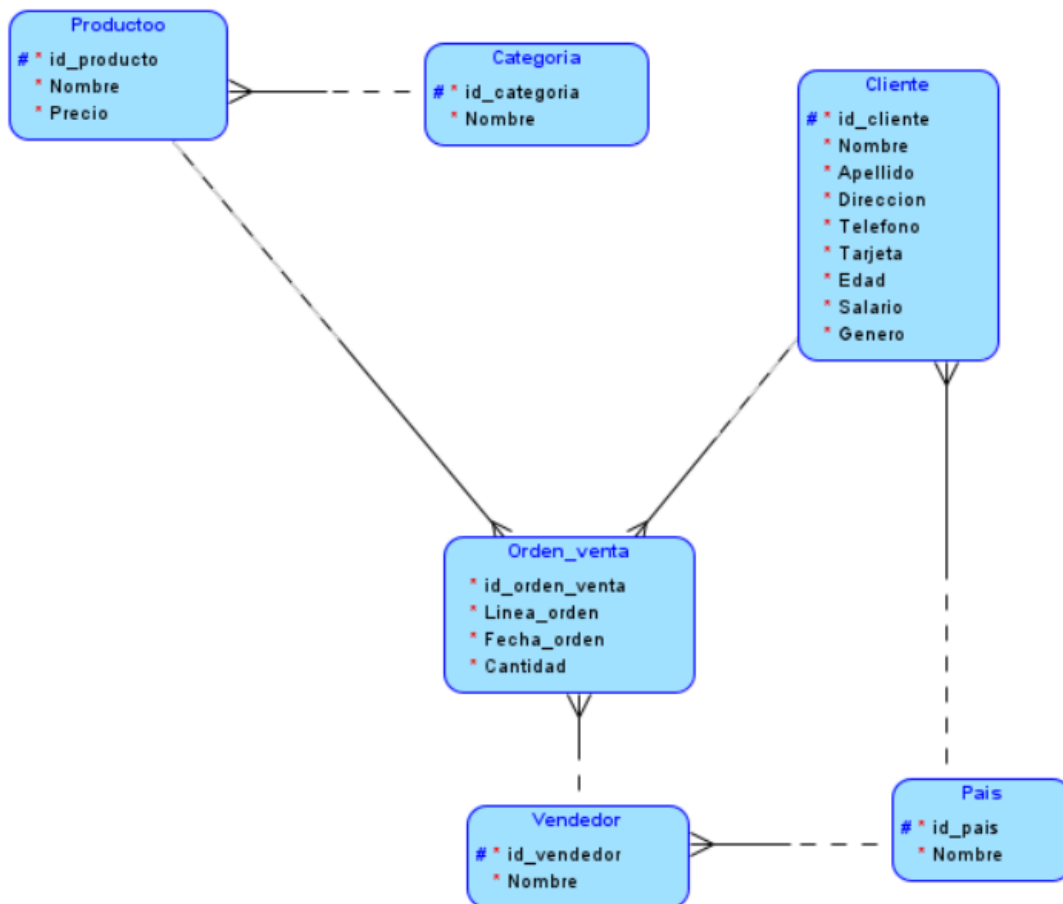 Productoo
# * id_producto
* Nombre
* Precio
Categoria
# * id_categoria
* Nombre
Cliente
# * id_cliente
* Nombre
* Apellido
* Direccion
* Telefono
* Tarjeta
* Edad
* Salario
* Genero
Orden_venta
* id_orden_venta
* Linea_orden
* Fecha_orden
* Cantidad
Vendedor
# * id_vendedor
* Nombre
Pais
# * id_pais
* Nombre